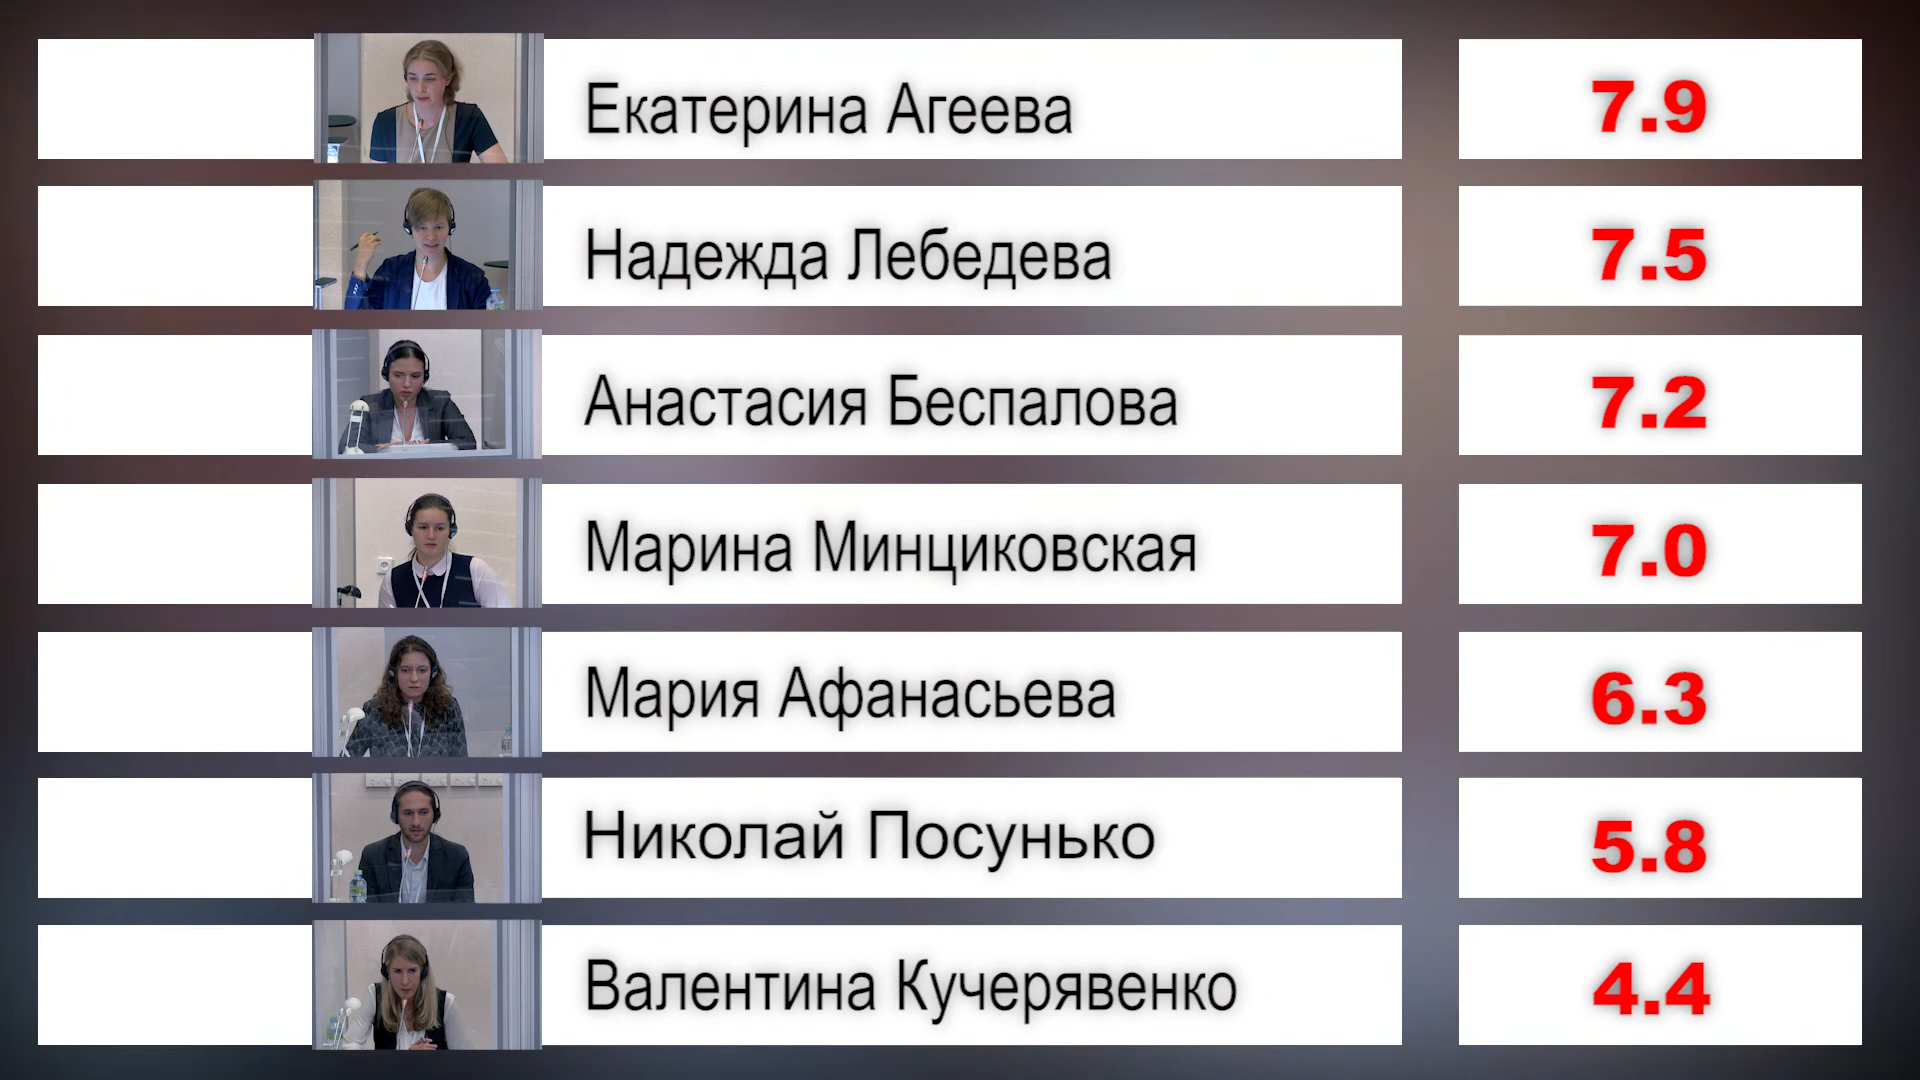 Екатерина Агеева 7.9
Надежда Лебедева 7.5
Анастасия Беспалова 7.2
Марина Минциковская 7.0
Мария Афанасьева 6.3
Николай Посунько 5.8
Валентина Кучерявенко 4.4